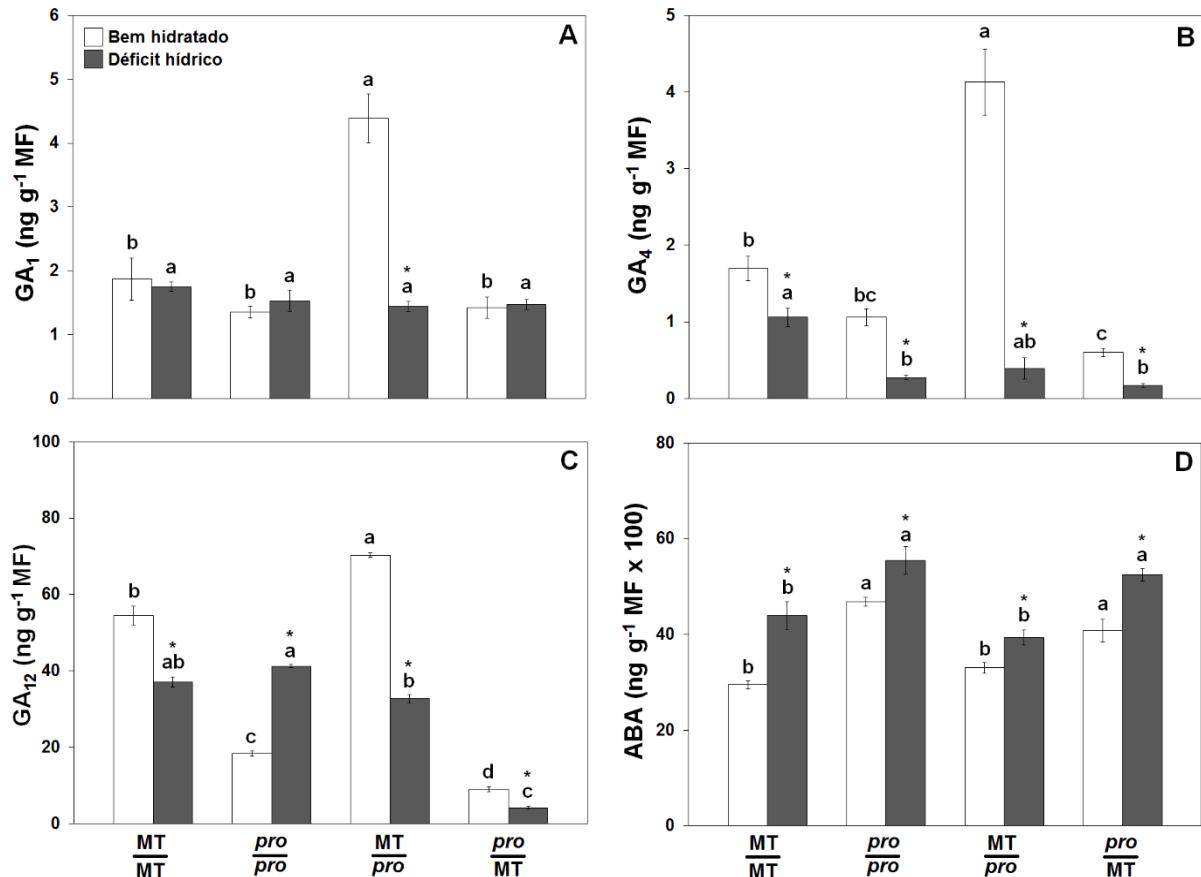 Bem hidratado
Déficit hídrico
A
GA₁ (ng g⁻¹ MF)
6
5
4
3
2
1
0
b
a
b
a
a
*
a
b
a
B
GA₄ (ng g⁻¹ MF)
5
4
3
2
1
0
b
*
a
bc
*
b
a
*
ab
c
*
b
C
GA₁₂ (ng g⁻¹ MF)
100
80
60
40
20
0
b
*
ab
c
*
a
a
*
b
d
*
c
MT
MT
pro
pro
MT
pro
pro
MT
D
ABA (ng g⁻¹ MF x 100)
80
60
40
20
0
b
*
b
a
*
a
b
*
b
a
*
a
MT
MT
pro
pro
MT
pro
pro
MT